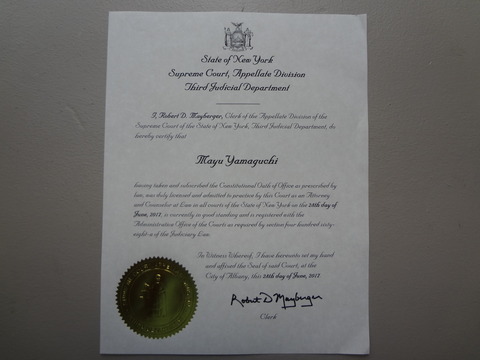 State of New York
Supreme Court, Appellate Division
Third Judicial Department
I, Robert D. Mayberger, Clerk of the Appellate Division of the
Supreme Court of the State of New York, Third Judicial Department, do
hereby certify that
Mayu Yamaguchi
having taken and subscribed the Constitutional Oath of Office as prescribed by
law, was duly licensed and admitted to practice by this Court as an Attorney
and Counselor at Law in all courts of the State of New York on the 28th day of
June, 2017, is currently in good standing and is registered with the
Administrative Office of the Courts as required by section four hundred sixty-
eight-a of the Judiciary Law.
In Witness Whereof, I have hereunto set my hand
and affixed the Seal of said Court, at the
City of Albany, this 28th day of June, 2017.
Robert D Mayberger
Clerk